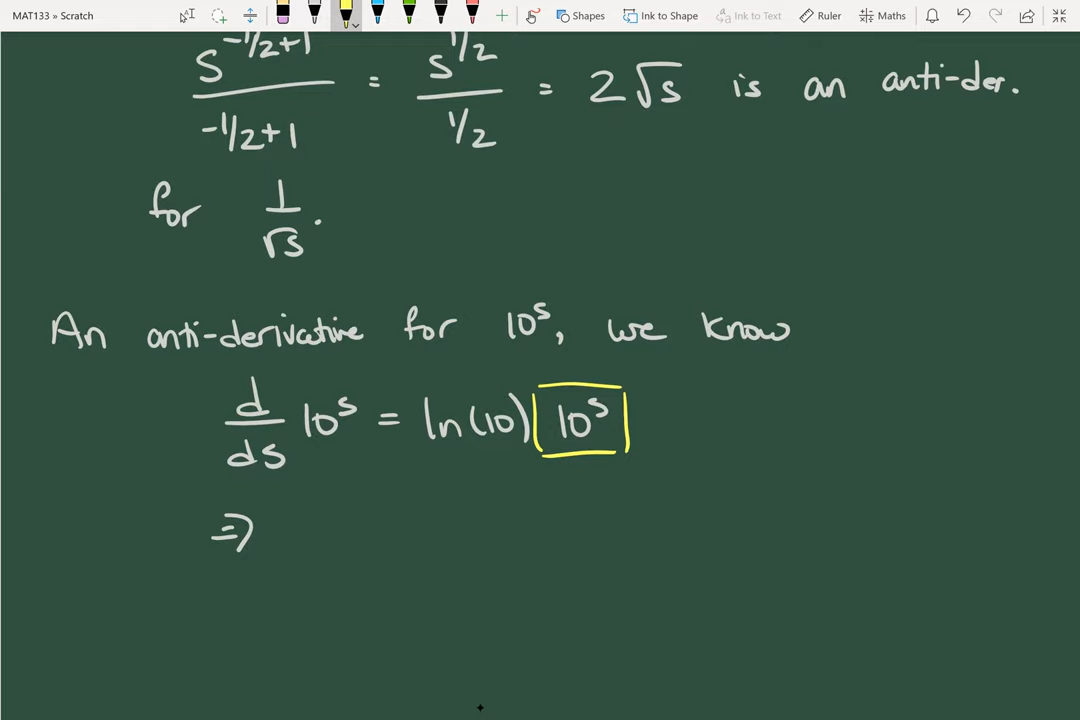 MAT133 » Scratch
Shapes Ink to Shape Ink to Text Ruler Maths
s^{-1/2+1} / (-1/2+1) = s^{1/2} / (1/2) = 2√s is an anti-der.
for 1/√s.
An anti-derivative for 10^s, we know
d/ds 10^s = ln(10) 10^s
⇒